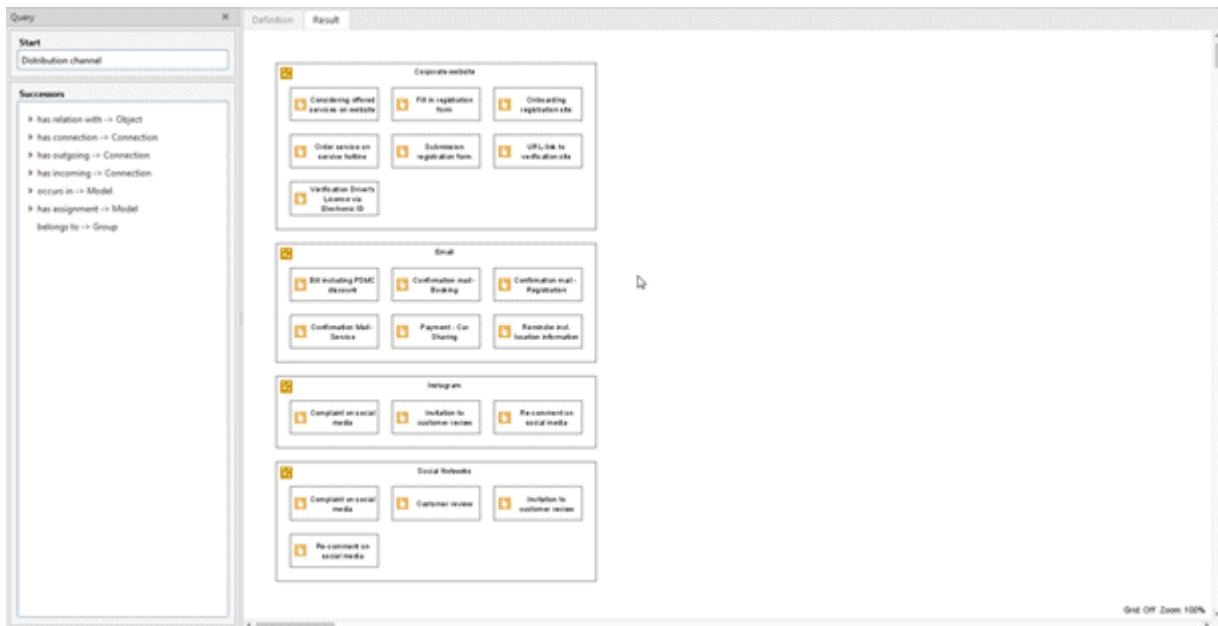 Query
Start
Distribution channel
Successors
has relation with -> Object
has connection -> Connection
has outgoing -> Connection
has incoming -> Connection
occurs in -> Model
has assignment -> Model
belongs to -> Group
Definition Result
Corporate website
Considering offered
services on website
Fill in registration
form
Onboarding
registration site
Order service on
service hotline
Submission
registration form
URL-link to
verification site
Verification Driver's
Licence via
Electronic ID
Email
Bill including PSMC
discount
Confirmation mail-
Booking
Confirmation mail -
Registration
Confirmation Mail-
Service
Payment - Car
Sharing
Reminder incl.
location information
Instagram
Complaint on social
media
Invitation to
customer review
Re-comment on
social media
Social Networks
Complaint on social
media
Customer review
Invitation to
customer review
Re-comment on
social media
Grid: Off Zoom: 100%